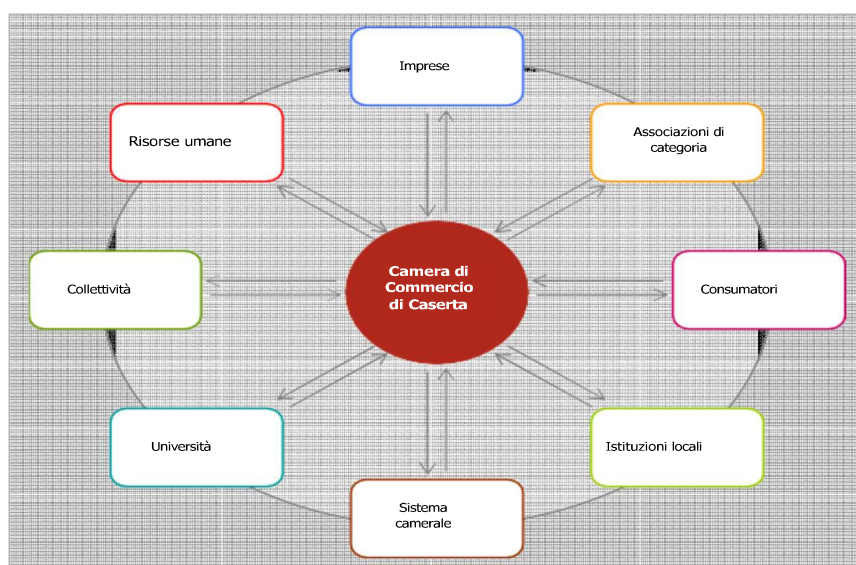 Imprese
Risorse umane
Associazioni di
categoria
Collettività
Camera di
Commercio
di Caserta
Consumatori
Università
Istituzioni locali
Sistema
camerale